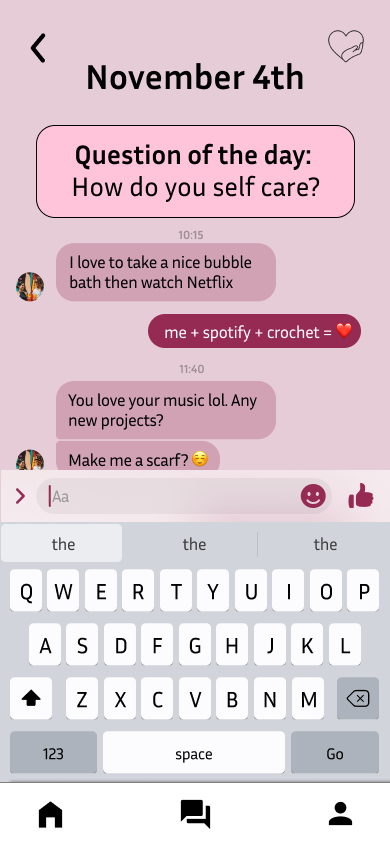 November 4th
Question of the day:
How do you self care?
10:15
I love to take a nice bubble
bath then watch Netflix
me + spotify + crochet = ❤️
11:40
You love your music lol. Any
new projects?
Make me a scarf? ☺️
Aa
the the the
Q W E R T Y U I O P
A S D F G H J K L
Z X C V B N M
123 space Go